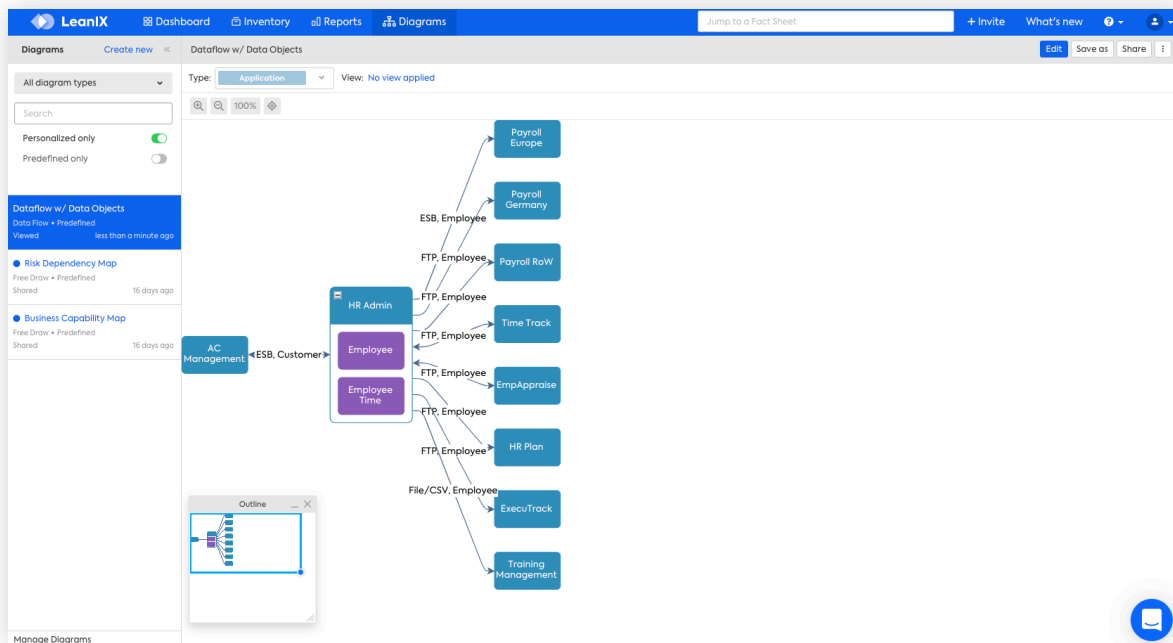 LeanIX
Dashboard
Inventory
Reports
Diagrams
Jump to a Fact Sheet
+ Invite
What's new
Diagrams
Create new
«
Dataflow w/ Data Objects
Edit
Save as
Share
All diagram types
Search
Personalized only
Predefined only
Dataflow w/ Data Objects
Data Flow • Predefined
Viewed
less than a minute ago
Risk Dependency Map
Free Draw • Predefined
Shared
16 days ago
Business Capability Map
Free Draw • Predefined
Shared
16 days ago
Manage Diagrams
Type:
Application
View:
No view applied
100%
Payroll
Europe
Payroll
Germany
ESB, Employee
FTP, Employee
Payroll RoW
FTP, Employee
HR Admin
Time Track
FTP, Employee
AC
Management
ESB, Customer
Employee
FTP, Employee
EmpAppraise
Employee
Time
FTP, Employee
HR Plan
FTP, Employee
File/CSV, Employee
ExecuTrack
Training
Management
Outline